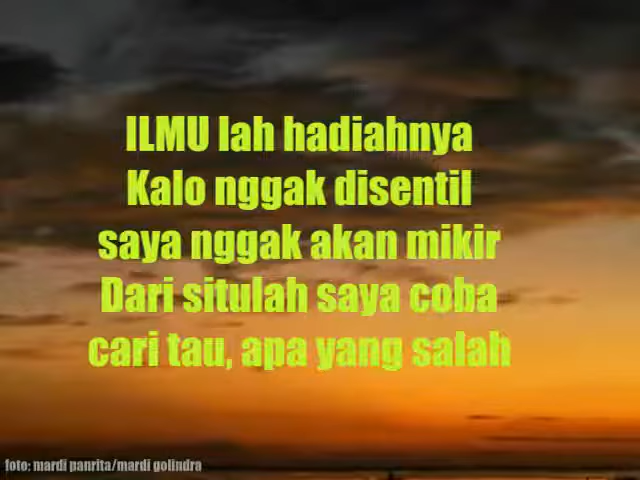 ILMU lah hadiahnya
Kalo nggak disentil
saya nggak akan mikir
Dari situlah saya coba
cari tau, apa yang salah
foto: mardi panrita/mardi golindra